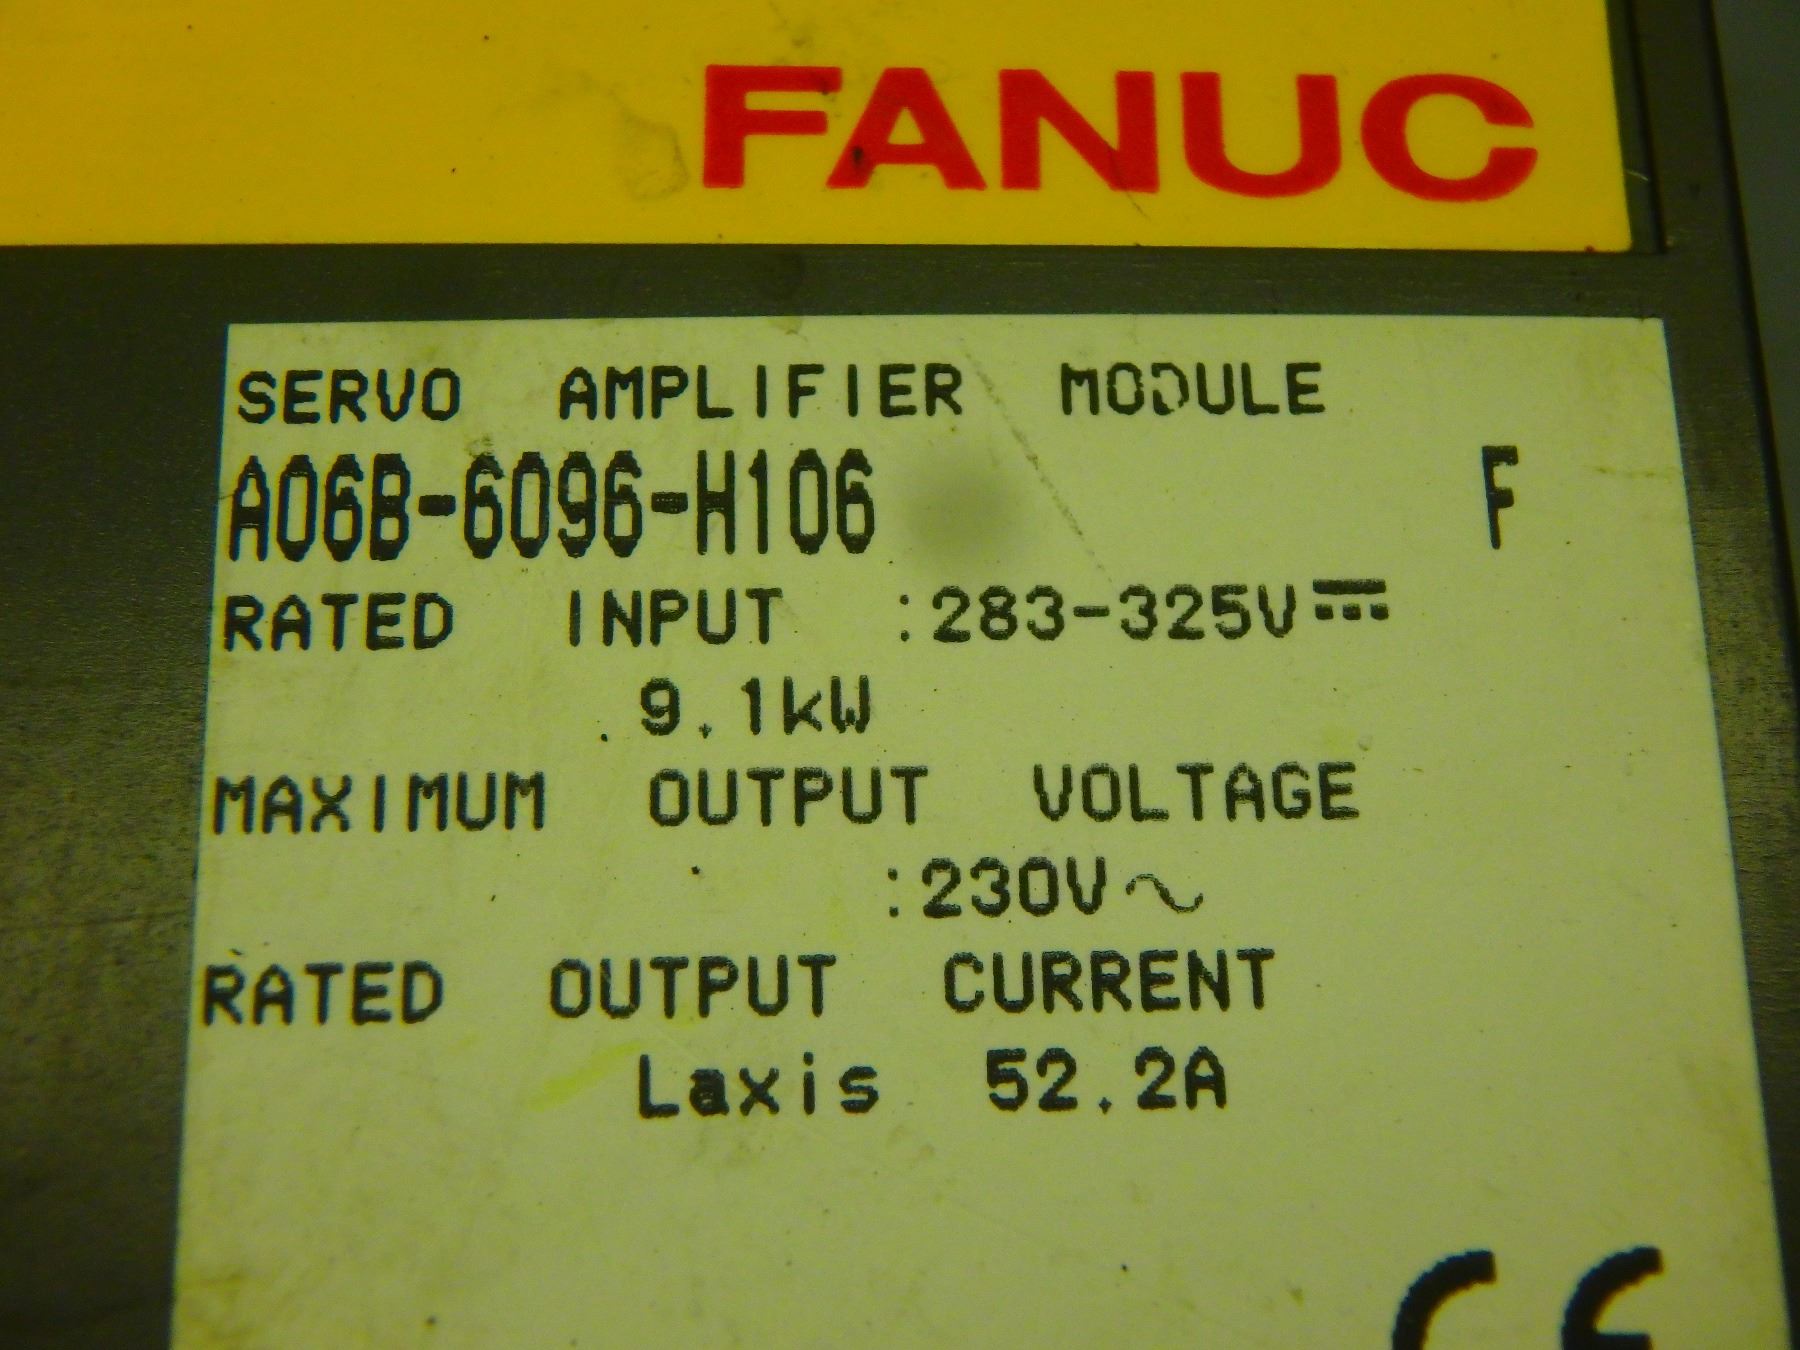 FANUC
SERVO AMPLIFIER MODULE
A06B-6096-H106 F
RATED INPUT :283-325V⎓
9.1kW
MAXIMUM OUTPUT VOLTAGE
:230V~
RATED OUTPUT CURRENT
Laxis 52.2A
CE